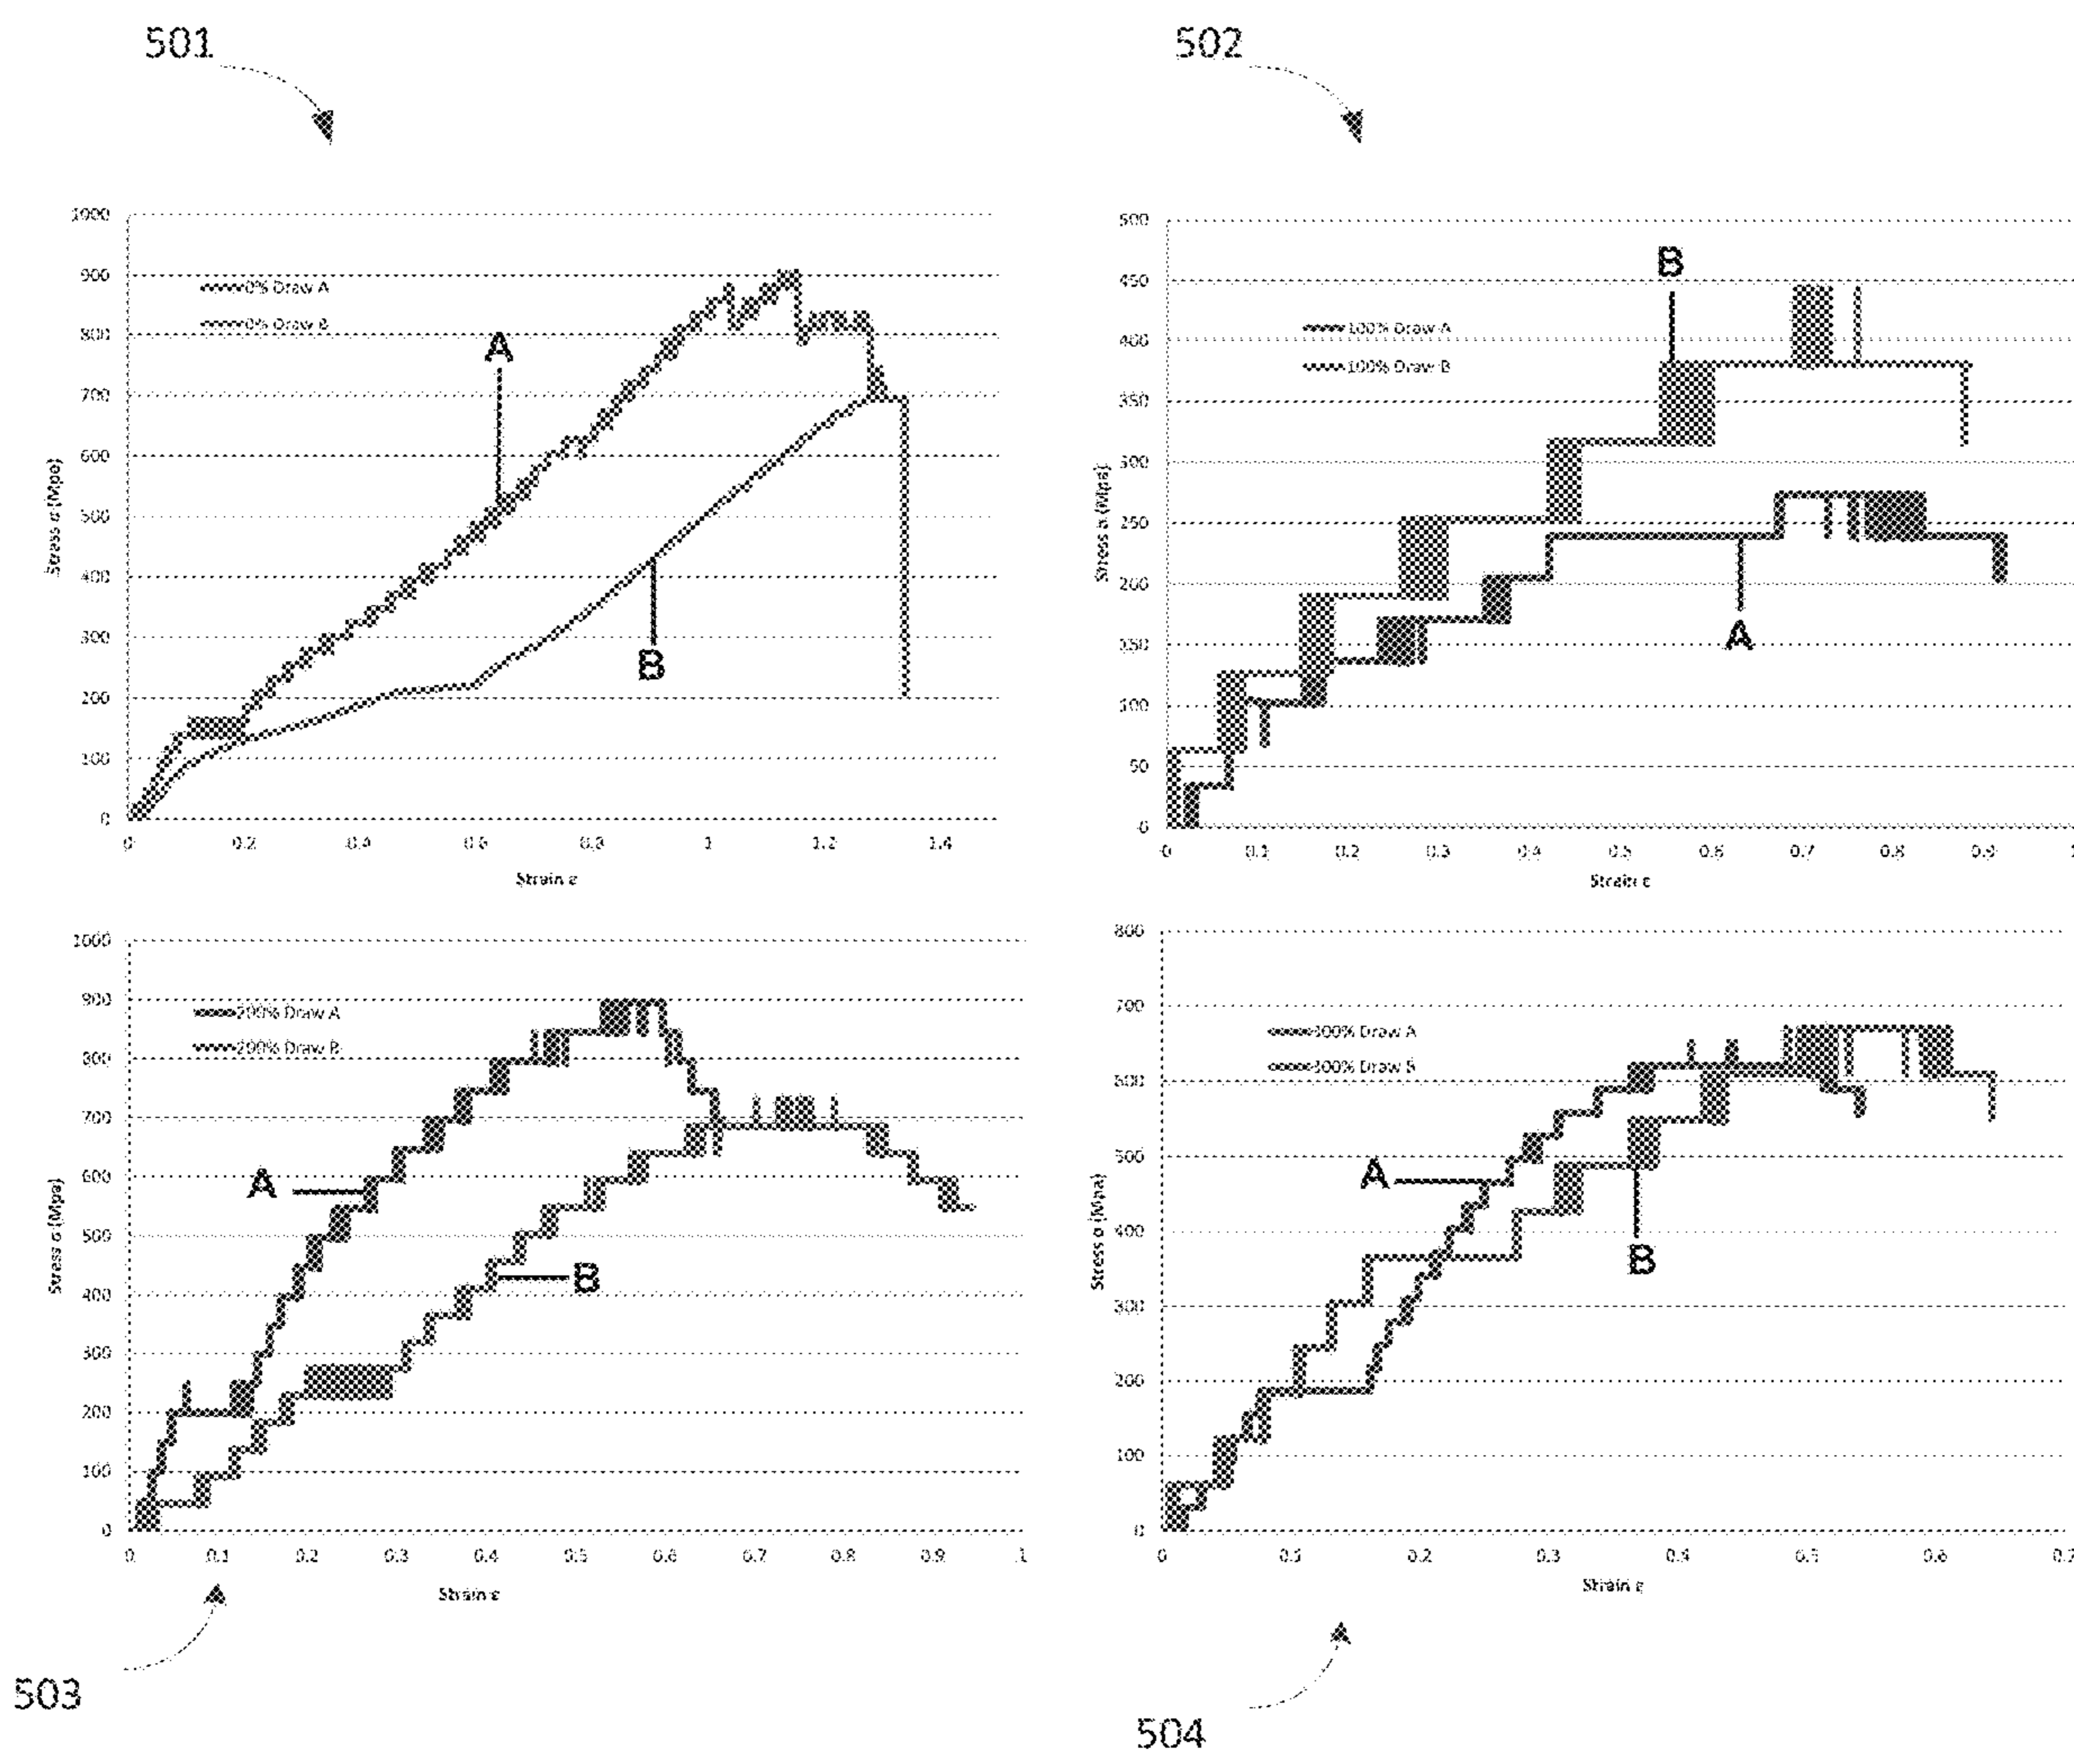 501
502
1000
900
800
700
600
500
400
300
200
100
0
0% Draw A
0% Draw B
A
B
Stress σ (Mpa)
0 0.2 0.4 0.6 0.8 1 1.2 1.4
Strain ε
500
450
400
350
300
250
200
150
100
50
0
100% Draw A
100% Draw B
B
A
Stress σ (Mpa)
0 0.1 0.2 0.3 0.4 0.5 0.6 0.7 0.8 0.9
Strain ε
1000
900
800
700
600
500
400
300
200
100
0
200% Draw A
200% Draw B
A
B
Stress σ (Mpa)
0 0.1 0.2 0.3 0.4 0.5 0.6 0.7 0.8 0.9 1
Strain ε
800
700
600
500
400
300
200
100
0
Draw A
Draw B
A
B
Stress σ (Mpa)
0 0.1 0.2 0.3 0.4 0.5 0.6 0.7
Strain ε
503
504